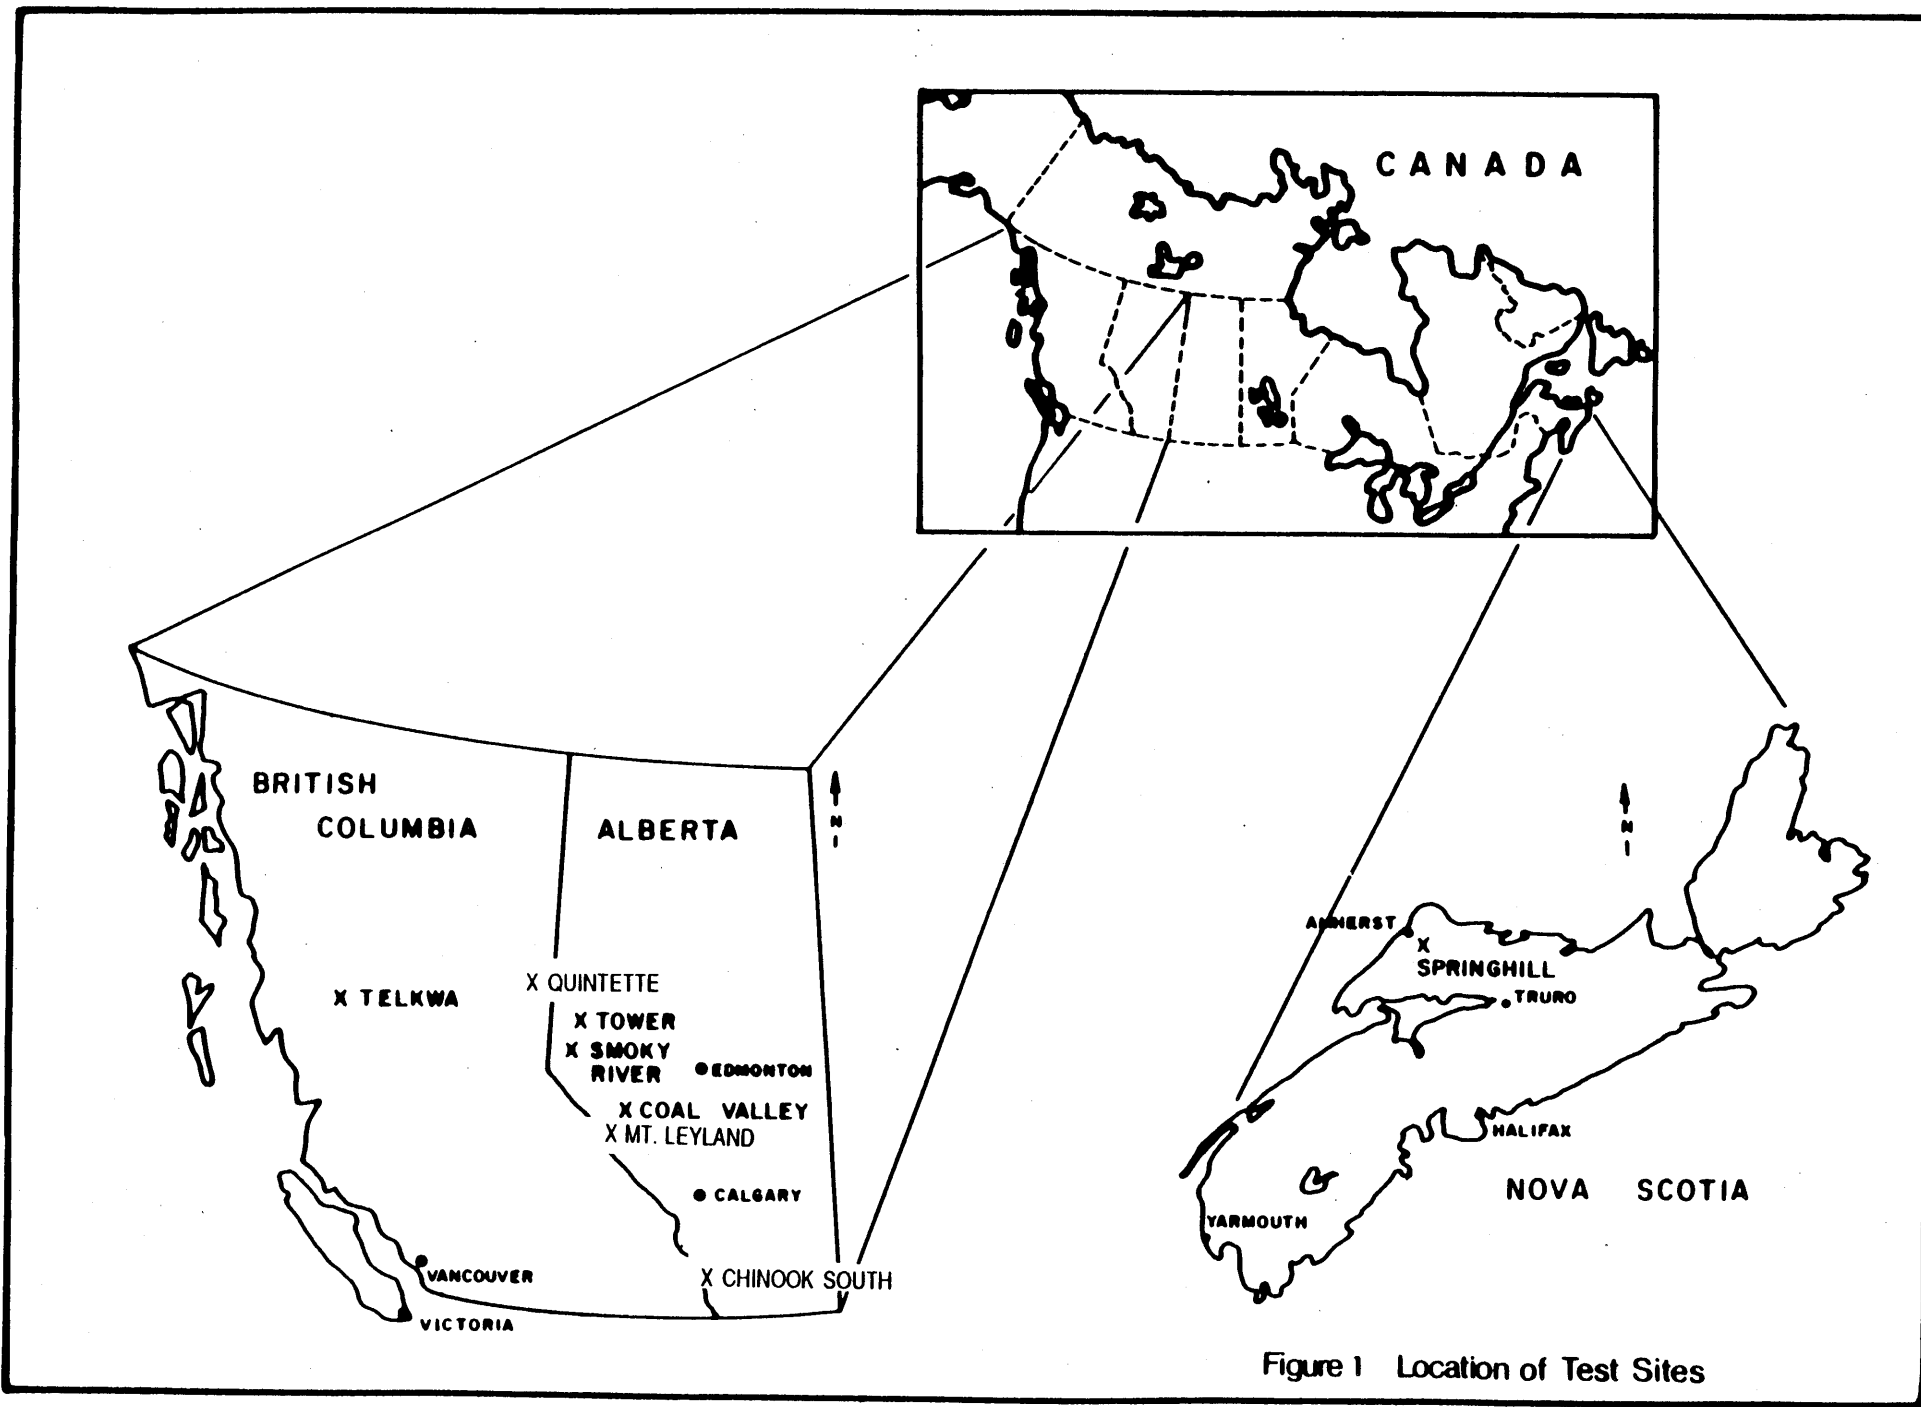 CANADA
BRITISH
COLUMBIA
ALBERTA
N
N
AMHERST
X
SPRINGHILL
X QUINTETTE
X TELKWA
TRURO
X TOWER
X SMOKY
RIVER
EDMONTON
X COAL VALLEY
X MT. LEYLAND
HALIFAX
CALGARY
NOVA SCOTIA
YARMOUTH
VANCOUVER
X CHINOOK SOUTH
VICTORIA
Figure 1 Location of Test Sites